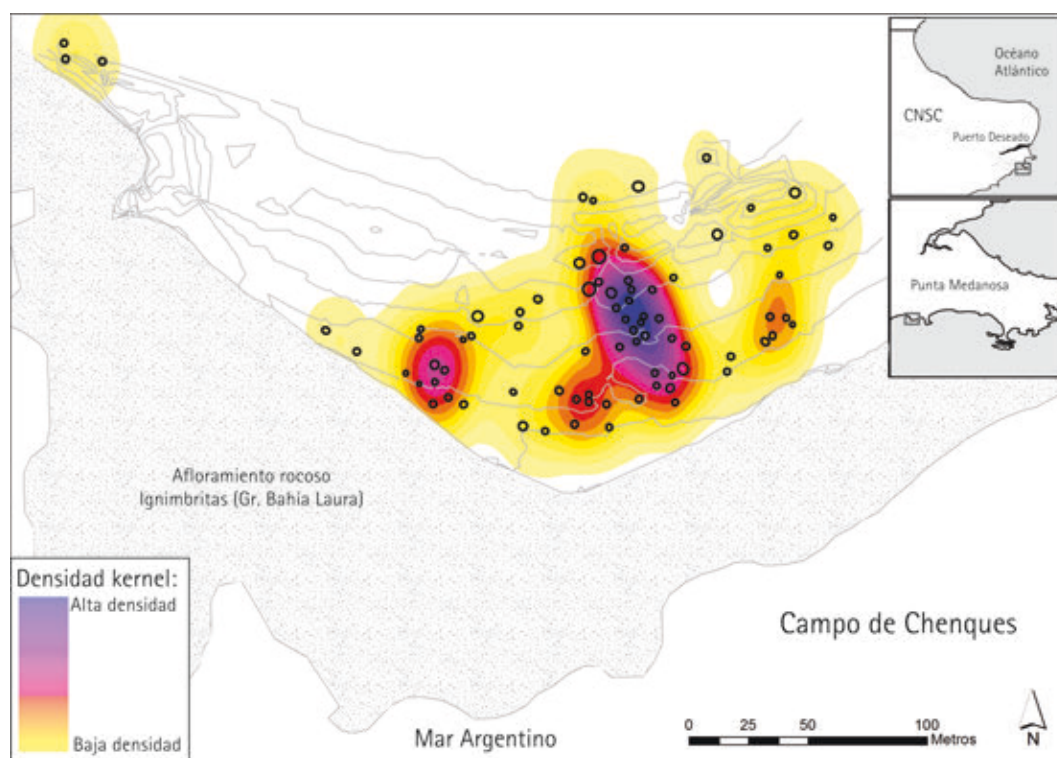 Océano
Atlántico
CNSC
Puerto Deseado
Punta Medanosa
Afloramiento rocoso
Ignimbritas (Gr. Bahía Laura)
Densidad kernel:
Alta densidad
Baja densidad
Campo de Chenques
Mar Argentino
0 25 50 100
Metros
N